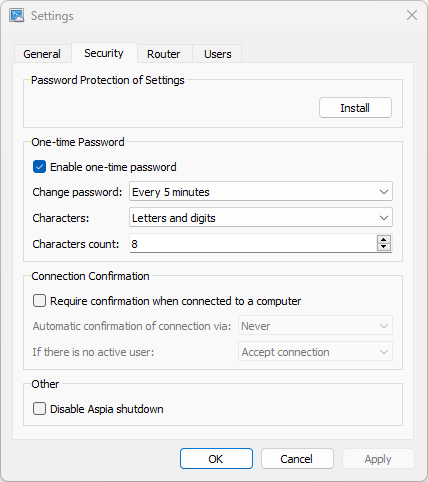 Settings
General Security Router Users
Password Protection of Settings
Install
One-time Password
Enable one-time password
Change password: Every 5 minutes
Characters: Letters and digits
Characters count: 8
Connection Confirmation
Require confirmation when connected to a computer
Automatic confirmation of connection via: Never
If there is no active user: Accept connection
Other
Disable Aspia shutdown
OK Cancel Apply